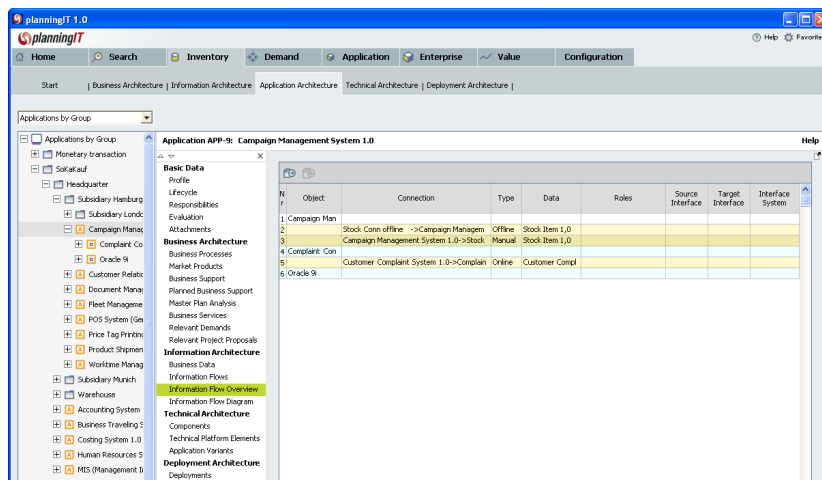 planningIT 1.0
planningIT
Help Favorite
Home Search Inventory Demand Application Enterprise Value Configuration
Start | Business Architecture | Information Architecture Application Architecture Technical Architecture | Deployment Architecture |
Applications by Group
Applications by Group
Monetary transaction
SoKaKauf
Headquarter
Subsidiary Hamburg
Subsidiary Londc
Campaign Manag
Complaint Co
Oracle 9i
Customer Relatic
Document Manag
Fleet Manageme
POS System (Ger
Price Tag Printing
Product Shipmen
Worktime Manag
Subsidiary Munich
Warehouse
Accounting System
Business Traveling S
Costing System 1.0
Human Resources S
MIS (Management I
Application APP-9: Campaign Management System 1.0 Help
Basic Data
Profile
Lifecycle
Responsibilities
Evaluation
Attachments
Business Architecture
Business Processes
Market Products
Business Support
Planned Business Support
Master Plan Analysis
Business Services
Relevant Demands
Relevant Project Proposals
Information Architecture
Business Data
Information Flows
Information Flow Overview
Information Flow Diagram
Technical Architecture
Components
Technical Platform Elements
Application Variants
Deployment Architecture
Deployments
Nr Object Connection Type Data Roles Source Interface Target Interface Interface System
1 Campaign Man
2 Stock Conn offline ->Campaign Managem Offline Stock Item 1,0
3 Campaign Management System 1.0->Stock Manual Stock Item 1,0
4 Complaint Con
5 Customer Complaint System 1.0->Complain Online Customer Compl
6 Oracle 9i